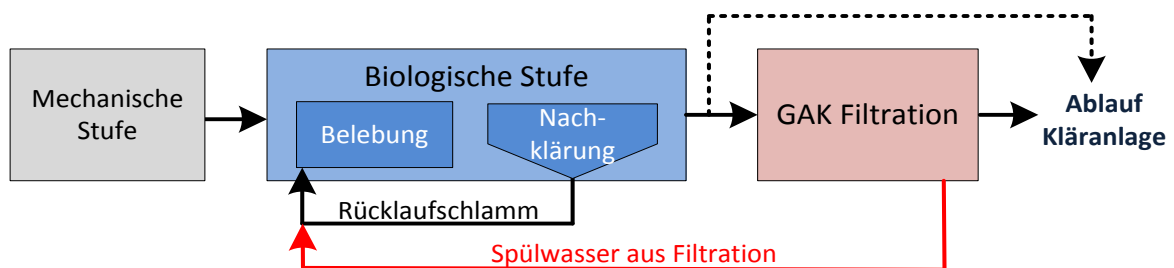 Mechanische
Stufe
Biologische Stufe
Belebung
Nach-
klärung
Rücklaufschlamm
GAK Filtration
Ablauf
Kläranlage
Spülwasser aus Filtration